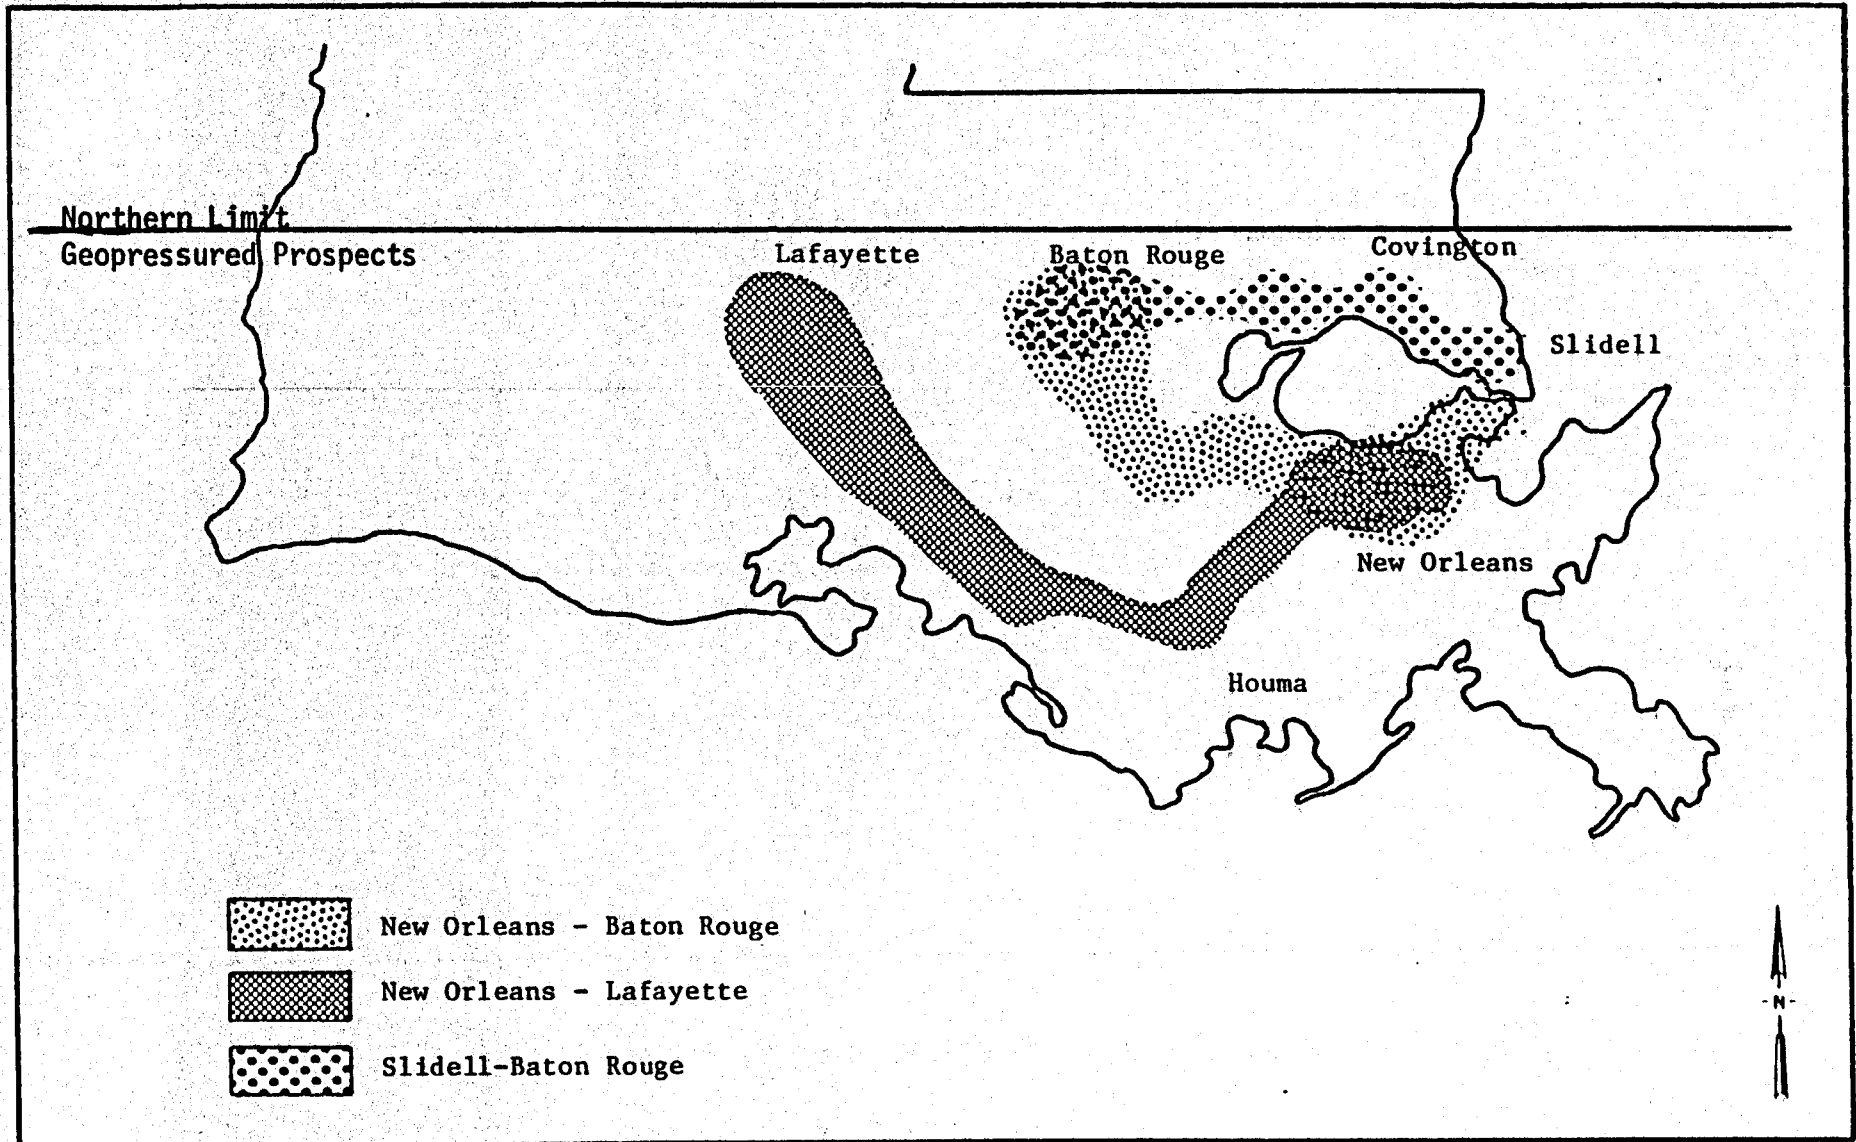 Northern Limit
Geopressured Prospects
Lafayette
Baton Rouge
Covington
Slidell
New Orleans
Houma
New Orleans - Baton Rouge
New Orleans - Lafayette
Slidell-Baton Rouge
-N-